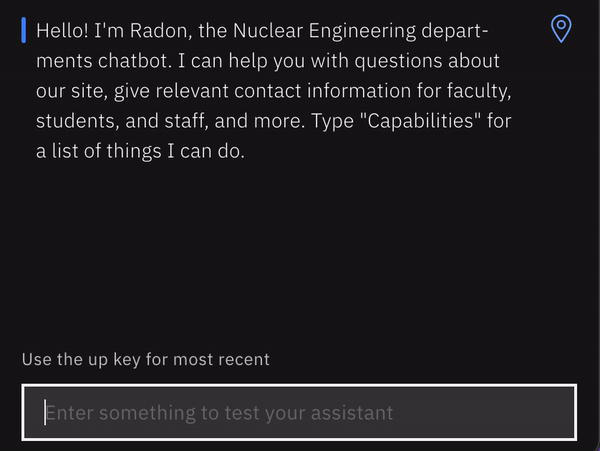 Hello! I'm Radon, the Nuclear Engineering depart-
ments chatbot. I can help you with questions about
our site, give relevant contact information for faculty,
students, and staff, and more. Type "Capabilities" for
a list of things I can do.
Use the up key for most recent
Enter something to test your assistant